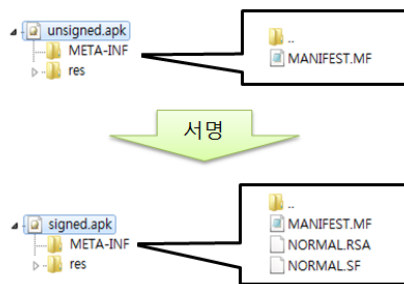 unsigned.apk
META-INF
res
..
MANIFEST.MF
서명
signed.apk
META-INF
res
..
MANIFEST.MF
NORMAL.RSA
NORMAL.SF